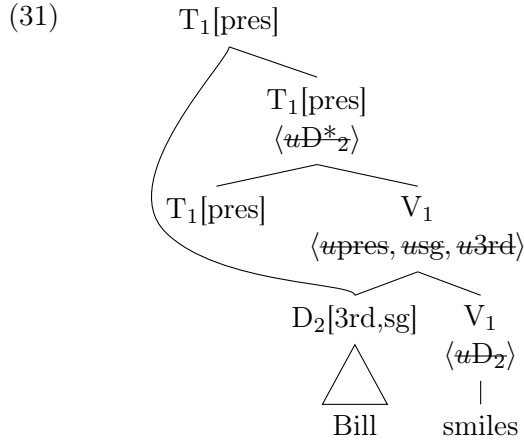 (31)
T₁[pres]
T₁[pres]
⟨uD*₂⟩
T₁[pres] V₁
⟨upres, usg, u3rd⟩
D₂[3rd,sg] V₁
⟨uD₂⟩
Bill smiles